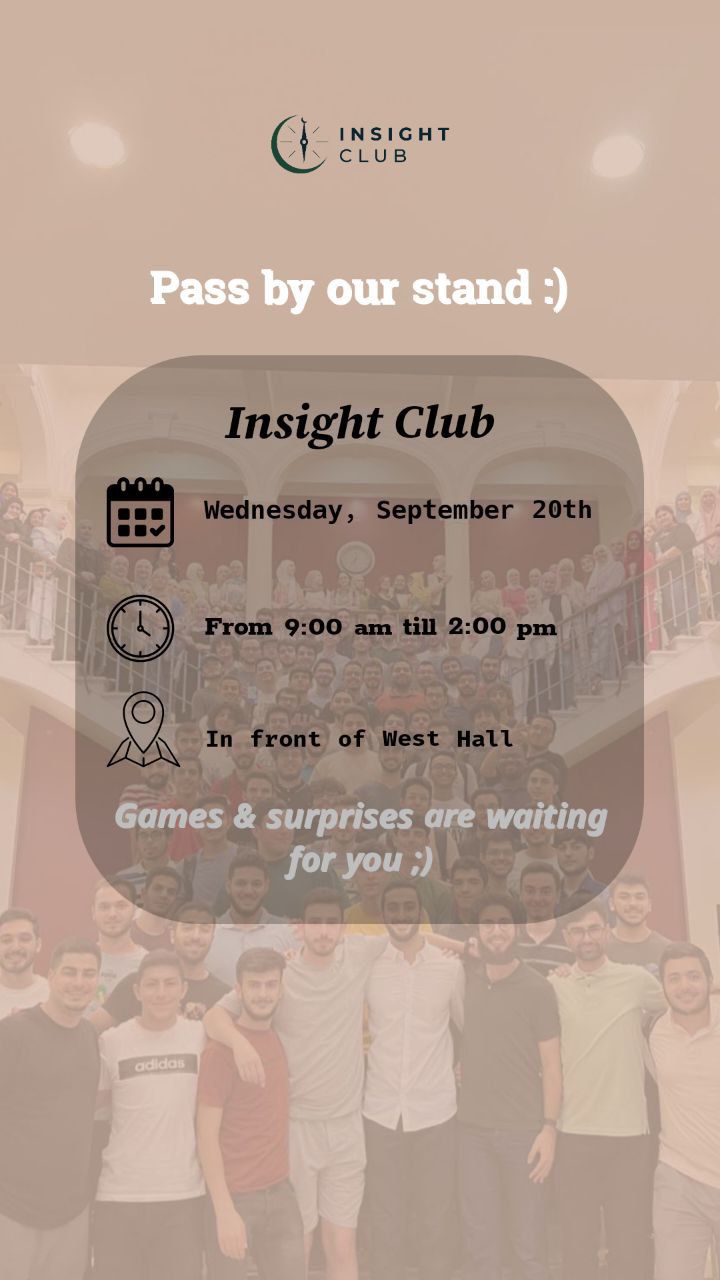 INSIGHT
CLUB
Pass by our stand :)
Insight Club
Wednesday, September 20th
From 9:00 am till 2:00 pm
In front of West Hall
Games & surprises are waiting
for you ;)
adidas